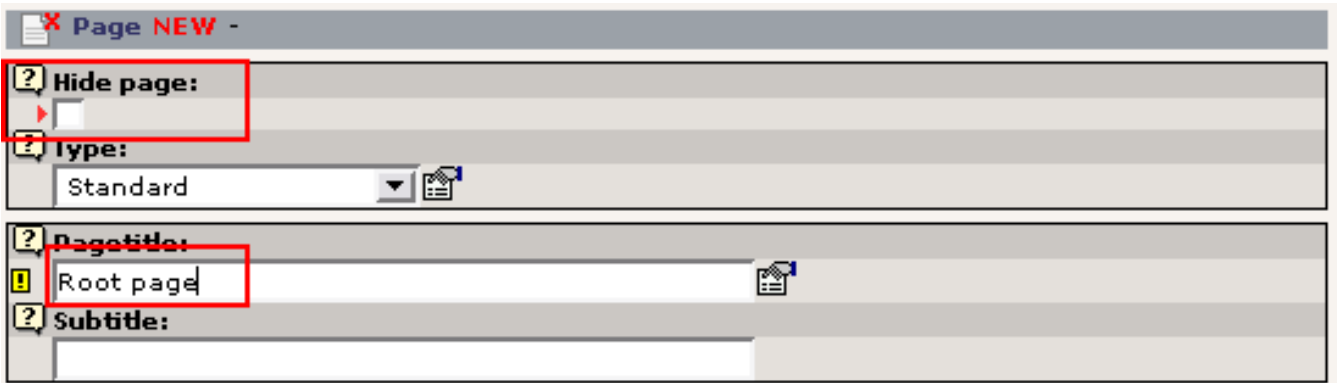 Page NEW -
Hide page:
Type:
Standard
Pagetitle:
Root page
Subtitle: